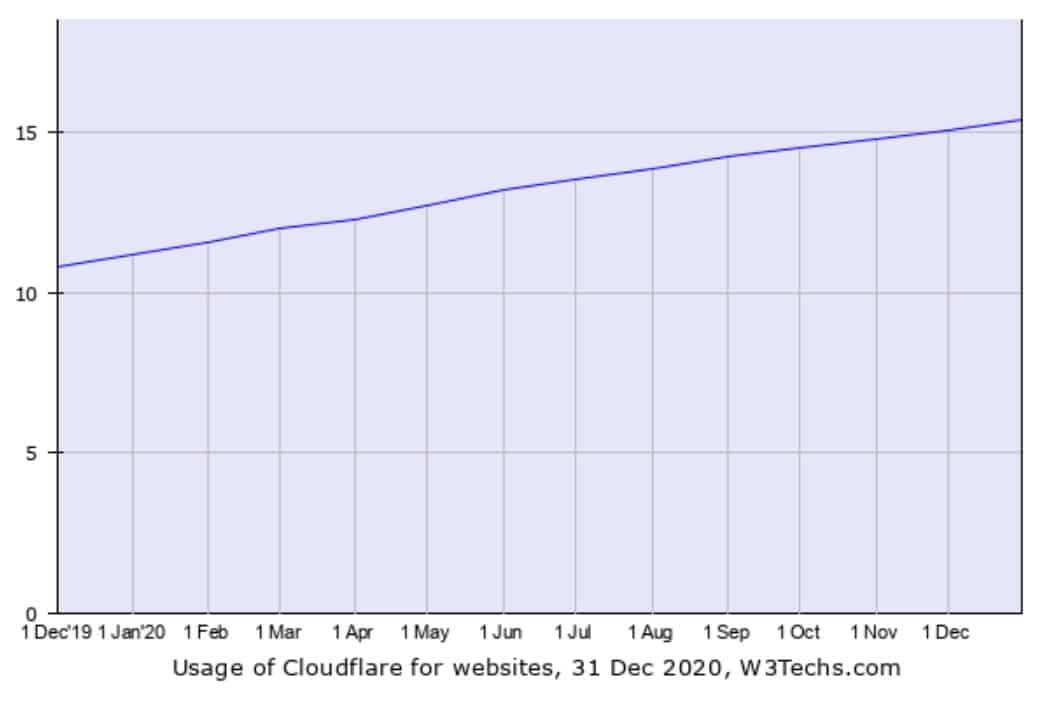 15
10
5
0
1 Dec'19 1 Jan'20 1 Feb 1 Mar 1 Apr 1 May 1 Jun 1 Jul 1 Aug 1 Sep 1 Oct 1 Nov 1 Dec
Usage of Cloudflare for websites, 31 Dec 2020, W3Techs.com